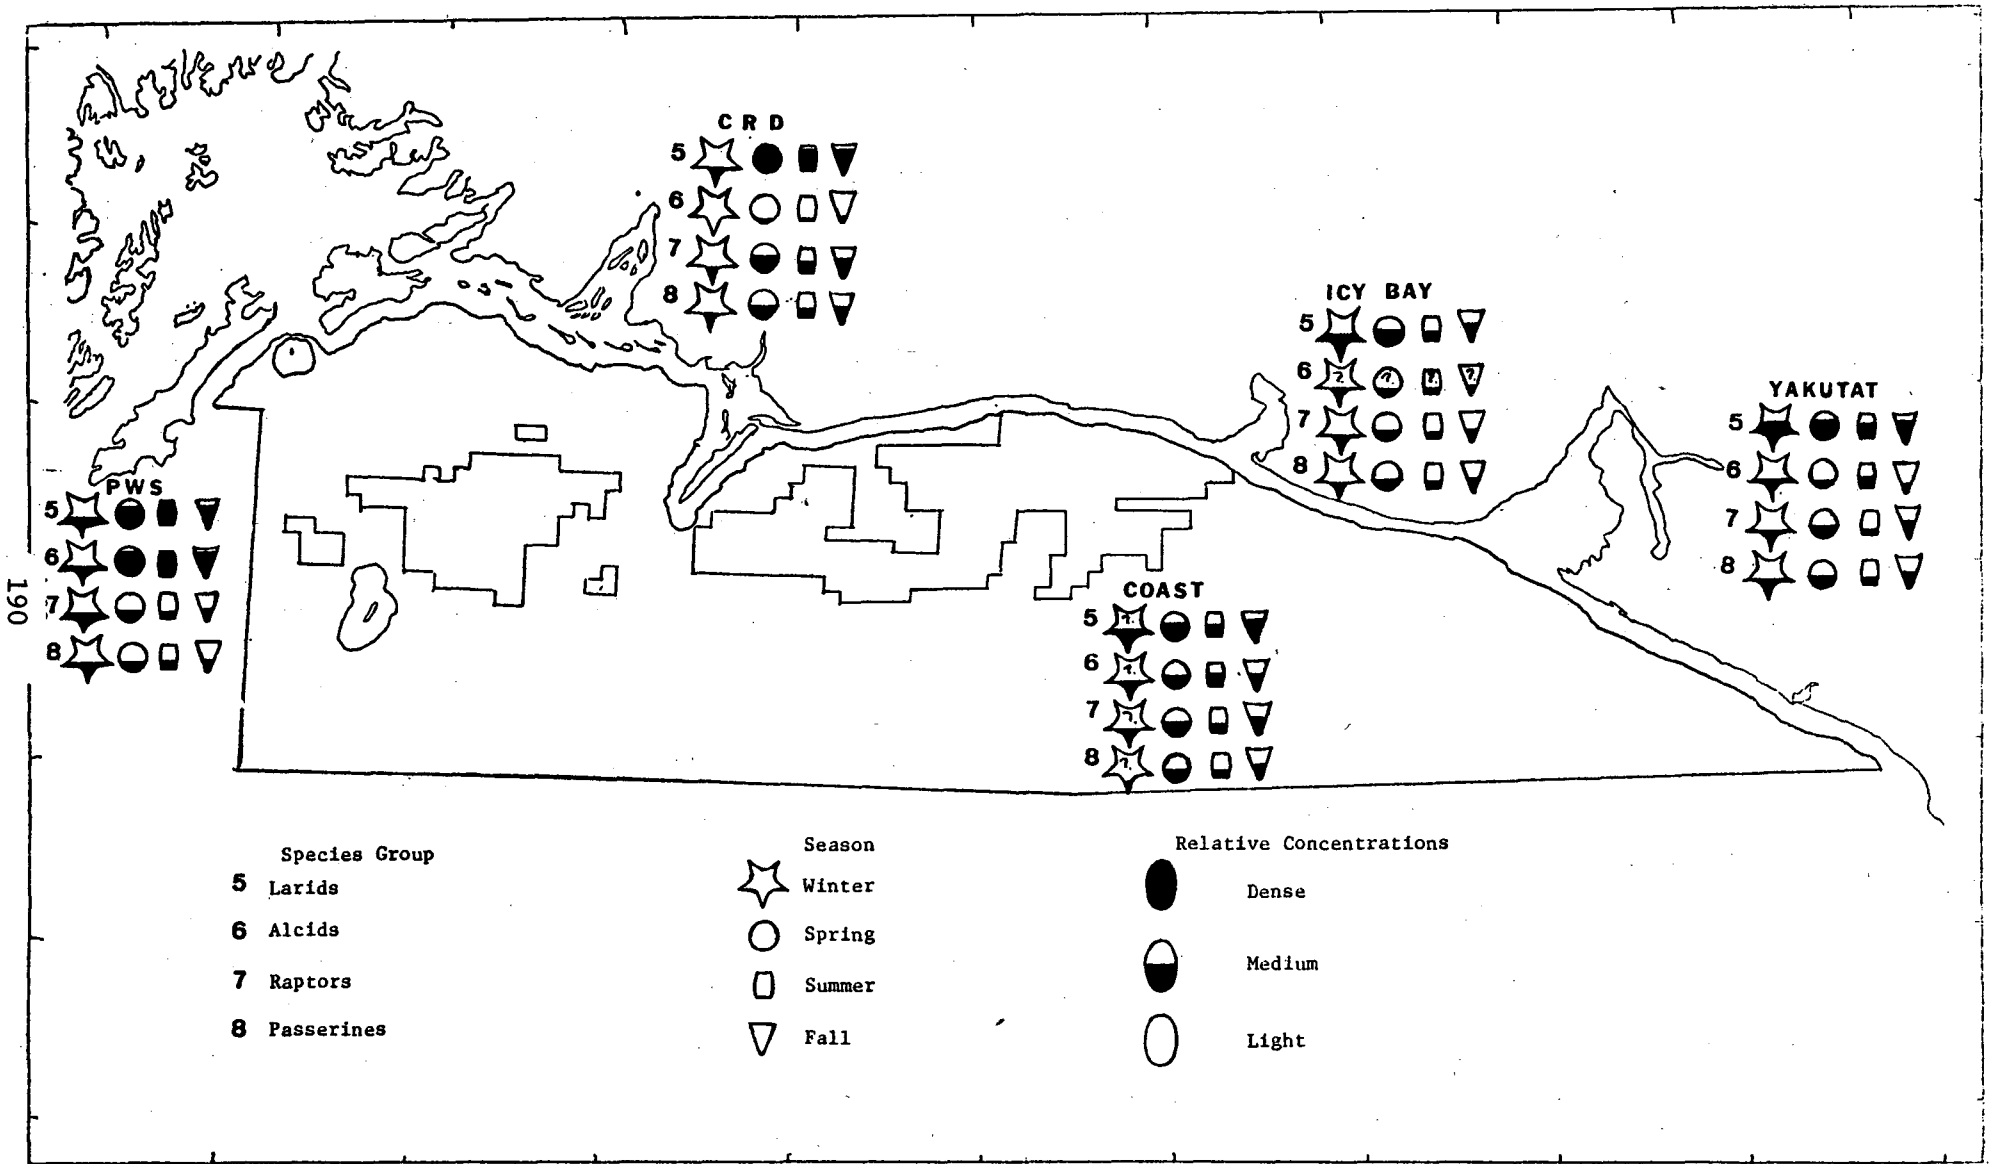 C R D
5
6
7
8
ICY BAY
5
6 ? ? ? ?
7
8
YAKUTAT
5
6
7
8
PWS
5
6
7
8
190
COAST
5 ?
6 ?
7 ?
8 ?
Species Group
5 Larids
6 Alcids
7 Raptors
8 Passerines
Season
Winter
Spring
Summer
Fall
Relative Concentrations
Dense
Medium
Light